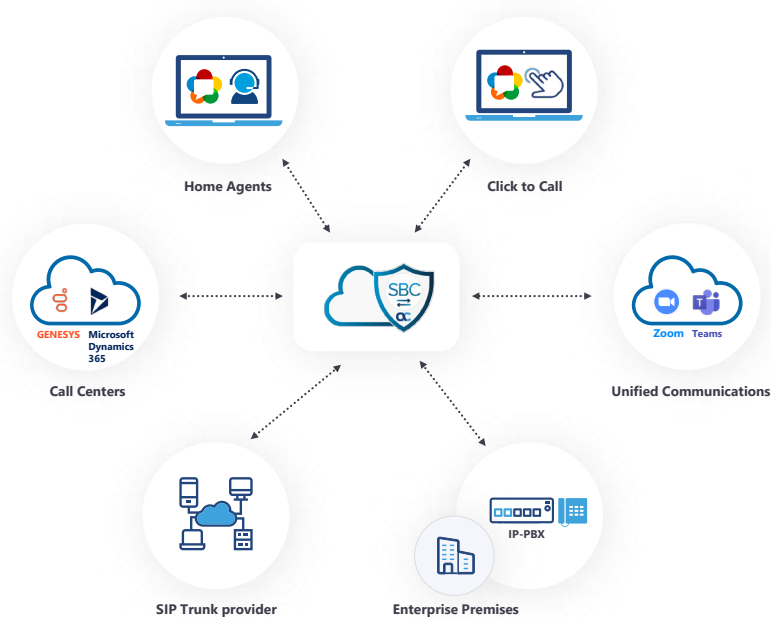 Home Agents
Click to Call
SBC
GENESYS
Microsoft
Dynamics
365
Zoom
Teams
Call Centers
Unified Communications
IP-PBX
SIP Trunk provider
Enterprise Premises